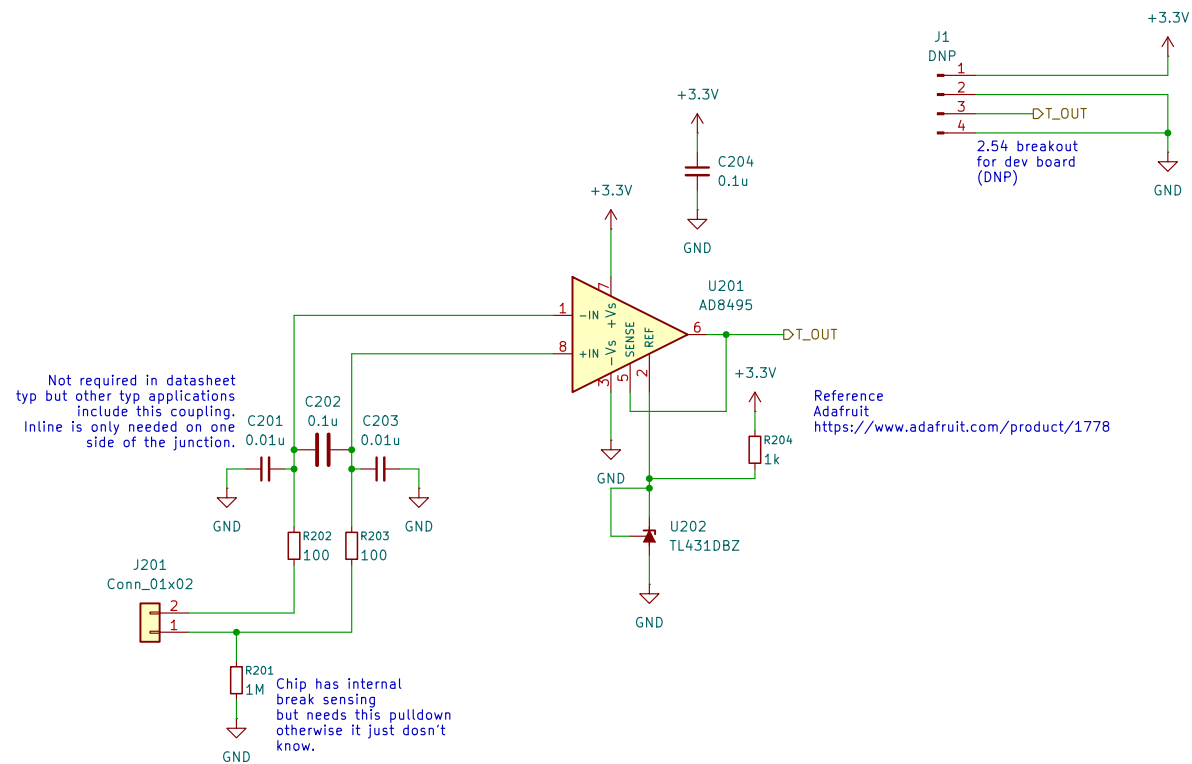 +3.3V
J1
DNP
1
2
3
T_OUT
4
2.54 breakout
for dev board
(DNP)
GND
+3.3V
C204
0.1u
GND
+3.3V
U201
AD8495
7
1
-IN
+Vs
8
+IN
-Vs
SENSE
REF
6
T_OUT
3
5
2
GND
+3.3V
R204
1k
Reference
Adafruit
https://www.adafruit.com/product/1778
U202
TL431DBZ
GND
Not required in datasheet
typ but other typ applications
include this coupling.
Inline is only needed on one
side of the junction.
C201
0.01u
C202
0.1u
C203
0.01u
GND
GND
R202
100
R203
100
J201
Conn_01x02
2
1
R201
1M
GND
Chip has internal
break sensing
but needs this pulldown
otherwise it just dosn't
know.